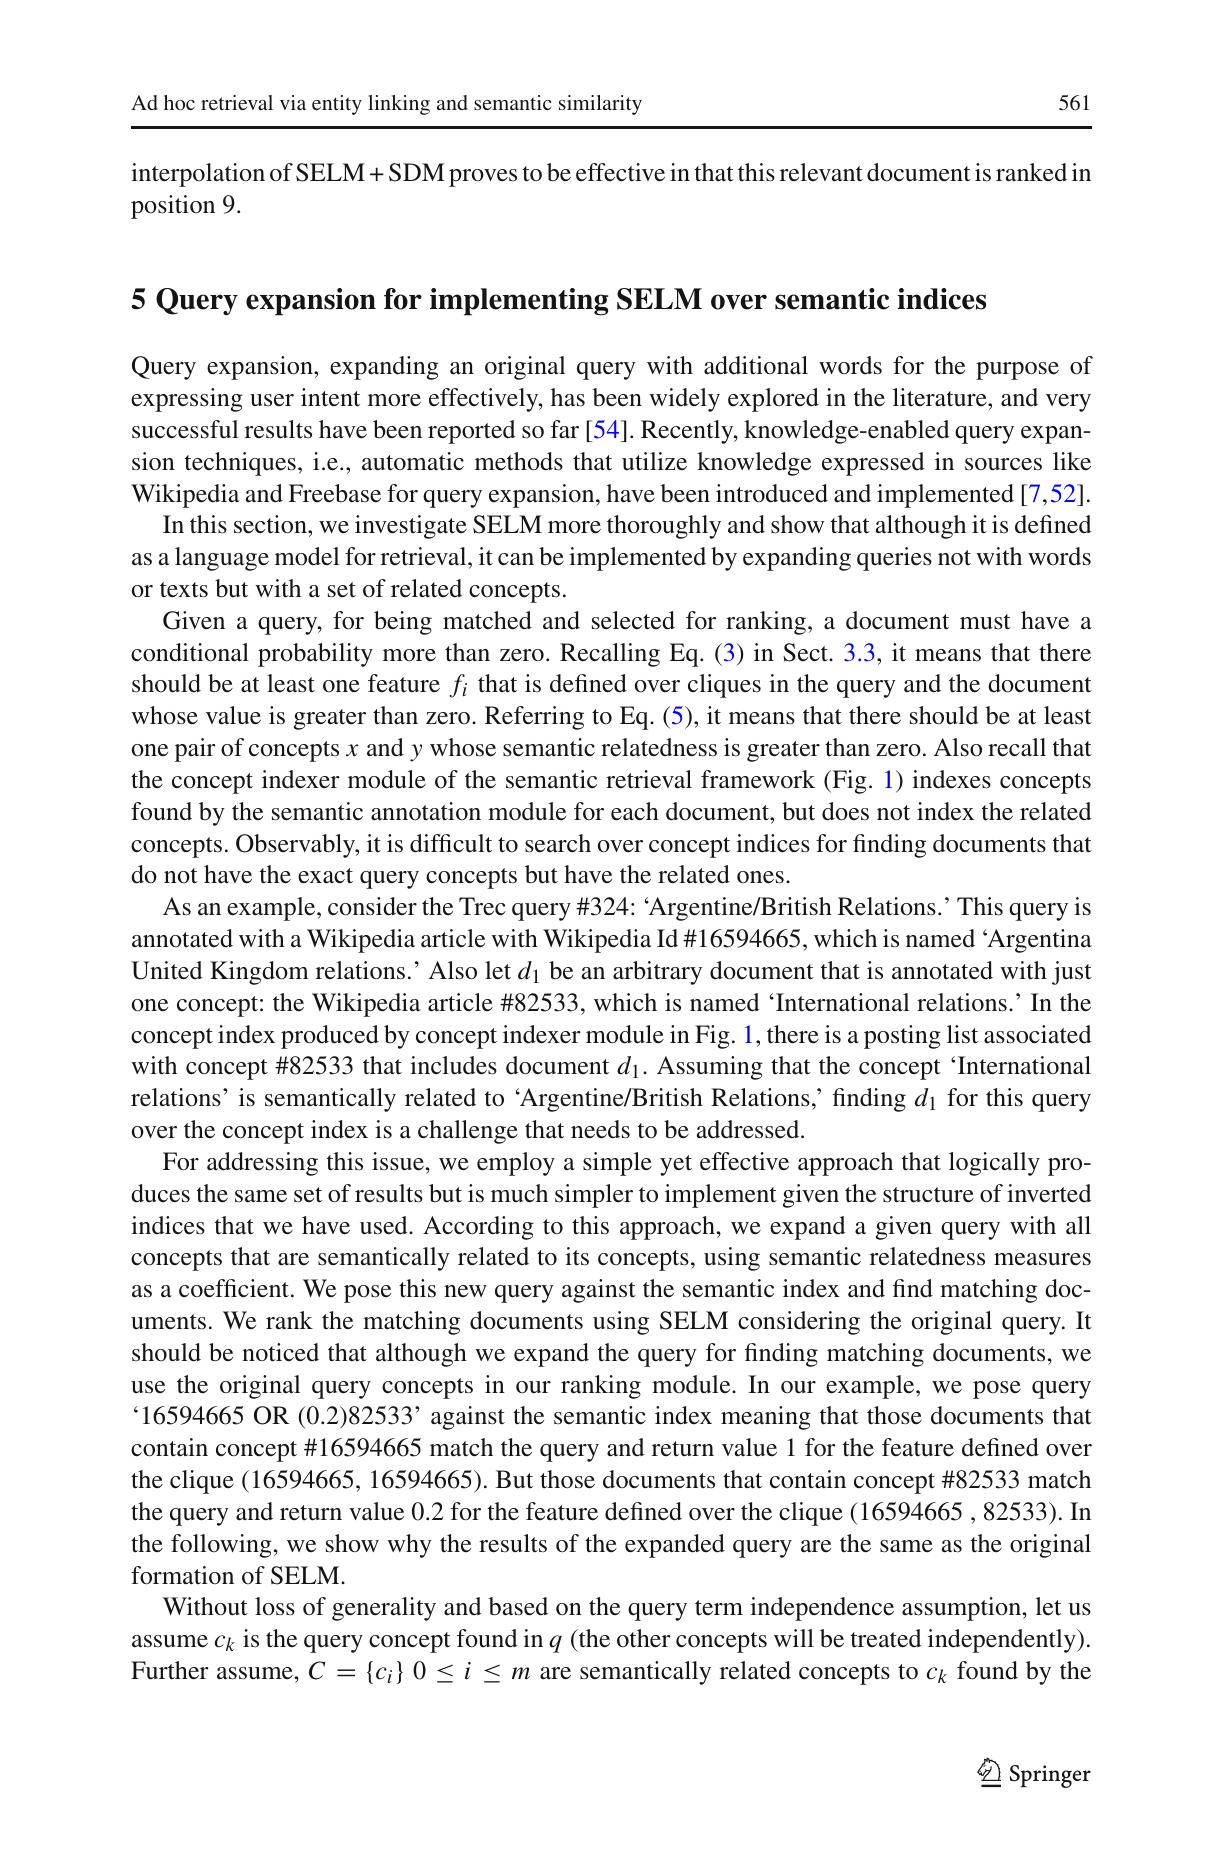 Ad hoc retrieval via entity linking and semantic similarity 561
interpolation of SELM + SDM proves to be effective in that this relevant document is ranked in
position 9.
5 Query expansion for implementing SELM over semantic indices
Query expansion, expanding an original query with additional words for the purpose of
expressing user intent more effectively, has been widely explored in the literature, and very
successful results have been reported so far [54]. Recently, knowledge-enabled query expan-
sion techniques, i.e., automatic methods that utilize knowledge expressed in sources like
Wikipedia and Freebase for query expansion, have been introduced and implemented [7,52].
In this section, we investigate SELM more thoroughly and show that although it is defined
as a language model for retrieval, it can be implemented by expanding queries not with words
or texts but with a set of related concepts.
Given a query, for being matched and selected for ranking, a document must have a
conditional probability more than zero. Recalling Eq. (3) in Sect. 3.3, it means that there
should be at least one feature fi that is defined over cliques in the query and the document
whose value is greater than zero. Referring to Eq. (5), it means that there should be at least
one pair of concepts x and y whose semantic relatedness is greater than zero. Also recall that
the concept indexer module of the semantic retrieval framework (Fig. 1) indexes concepts
found by the semantic annotation module for each document, but does not index the related
concepts. Observably, it is difficult to search over concept indices for finding documents that
do not have the exact query concepts but have the related ones.
As an example, consider the Trec query #324: ‘Argentine/British Relations.’ This query is
annotated with a Wikipedia article with Wikipedia Id #16594665, which is named ‘Argentina
United Kingdom relations.’ Also let d1 be an arbitrary document that is annotated with just
one concept: the Wikipedia article #82533, which is named ‘International relations.’ In the
concept index produced by concept indexer module in Fig. 1, there is a posting list associated
with concept #82533 that includes document d1. Assuming that the concept ‘International
relations’ is semantically related to ‘Argentine/British Relations,’ finding d1 for this query
over the concept index is a challenge that needs to be addressed.
For addressing this issue, we employ a simple yet effective approach that logically pro-
duces the same set of results but is much simpler to implement given the structure of inverted
indices that we have used. According to this approach, we expand a given query with all
concepts that are semantically related to its concepts, using semantic relatedness measures
as a coefficient. We pose this new query against the semantic index and find matching doc-
uments. We rank the matching documents using SELM considering the original query. It
should be noticed that although we expand the query for finding matching documents, we
use the original query concepts in our ranking module. In our example, we pose query
‘16594665 OR (0.2)82533’ against the semantic index meaning that those documents that
contain concept #16594665 match the query and return value 1 for the feature defined over
the clique (16594665, 16594665). But those documents that contain concept #82533 match
the query and return value 0.2 for the feature defined over the clique (16594665 , 82533). In
the following, we show why the results of the expanded query are the same as the original
formation of SELM.
Without loss of generality and based on the query term independence assumption, let us
assume ck is the query concept found in q (the other concepts will be treated independently).
Further assume, C = {ci} 0 ≤ i ≤ m are semantically related concepts to ck found by the
Springer